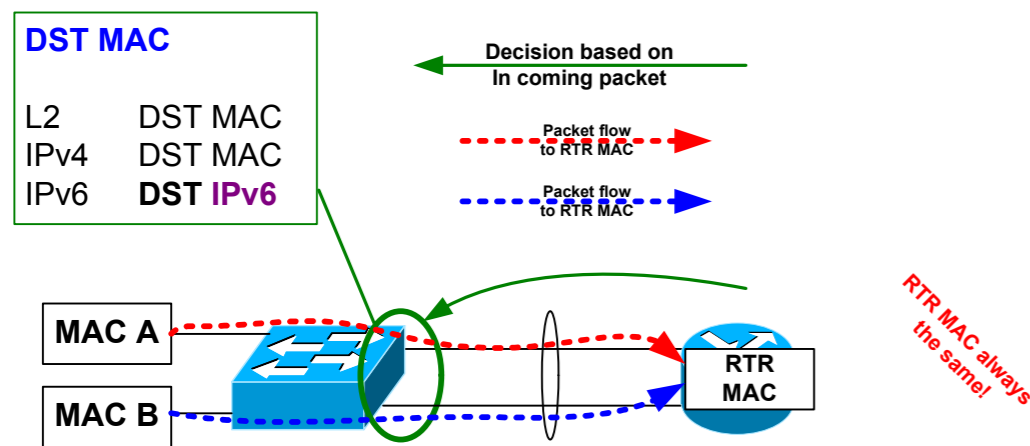 DST MAC
L2 DST MAC
IPv4 DST MAC
IPv6 DST IPv6
Decision based on
In coming packet
Packet flow
to RTR MAC
Packet flow
to RTR MAC
MAC A
MAC B
RTR
MAC
RTR MAC always
the same!